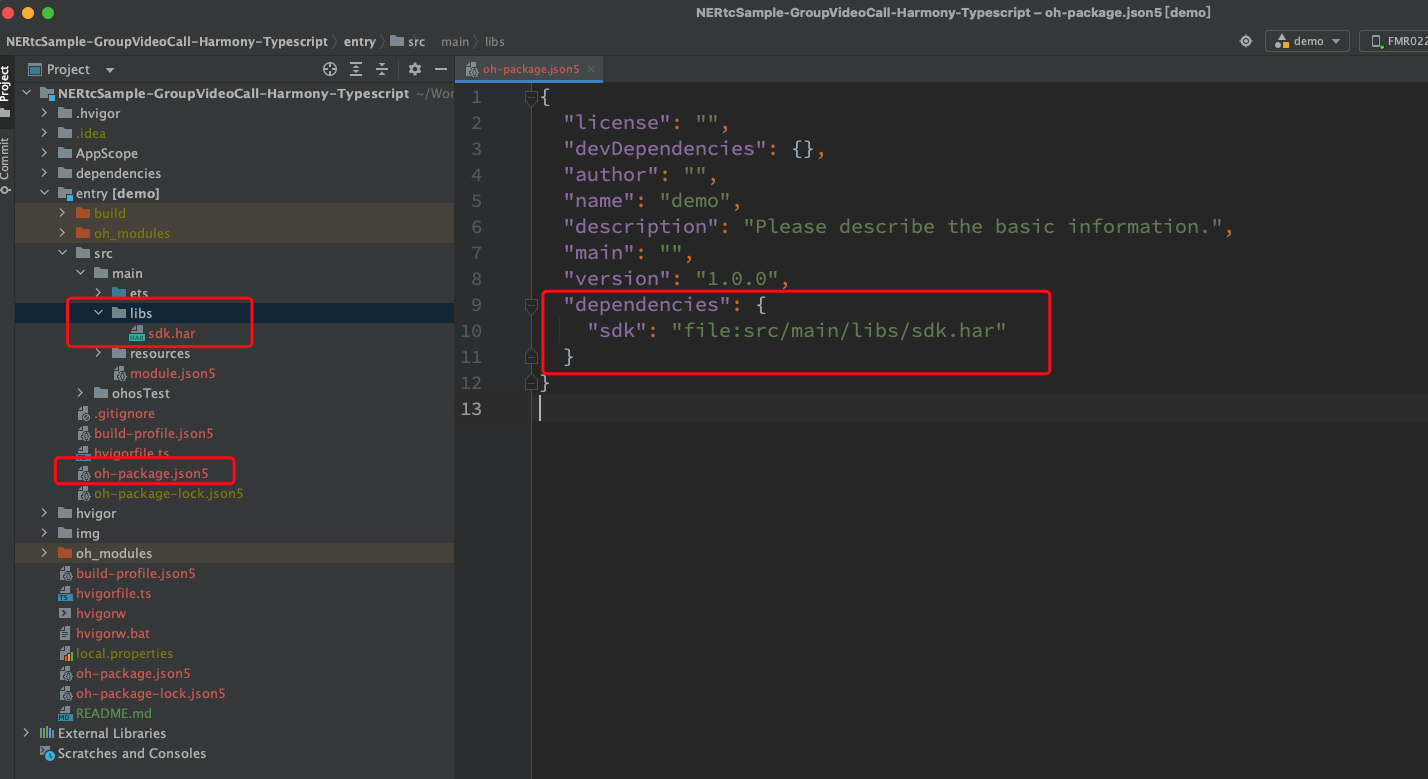 NERtcSample-GroupVideoCall-Harmony-Typescript – oh-package.json5 [demo]
NERtcSample-GroupVideoCall-Harmony-Typescript entry src main libs
demo
FMR022
Project
oh-package.json5
Project
Commit
NERtcSample-GroupVideoCall-Harmony-Typescript ~/Wor
.hvigor
.idea
AppScope
dependencies
entry [demo]
build
oh_modules
src
main
ets
libs
sdk.har
resources
module.json5
ohosTest
.gitignore
build-profile.json5
hvigorfile.ts
oh-package.json5
oh-package-lock.json5
hvigor
img
oh_modules
build-profile.json5
hvigorfile.ts
hvigorw
hvigorw.bat
local.properties
oh-package.json5
oh-package-lock.json5
README.md
External Libraries
Scratches and Consoles
1 {
2 "license": "",
3 "devDependencies": {},
4 "author": "",
5 "name": "demo",
6 "description": "Please describe the basic information.",
7 "main": "",
8 "version": "1.0.0",
9 "dependencies": {
10 "sdk": "file:src/main/libs/sdk.har"
11 }
12 }
13